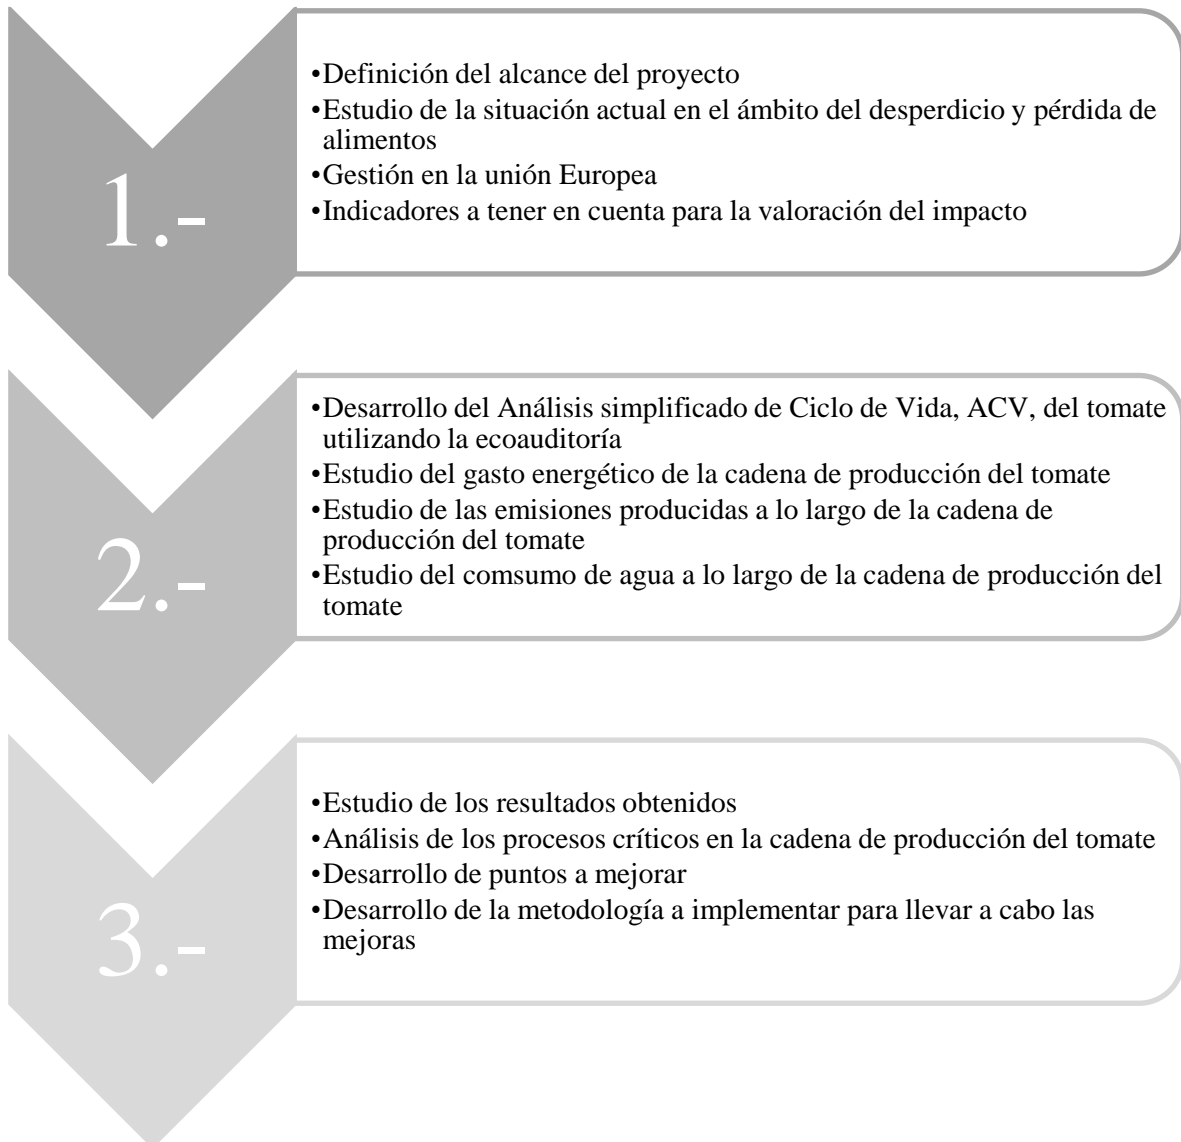 1.-
•Definición del alcance del proyecto
•Estudio de la situación actual en el ámbito del desperdicio y pérdida de
alimentos
•Gestión en la unión Europea
•Indicadores a tener en cuenta para la valoración del impacto
2.-
•Desarrollo del Análisis simplificado de Ciclo de Vida, ACV, del tomate
utilizando la ecoauditoría
•Estudio del gasto energético de la cadena de producción del tomate
•Estudio de las emisiones producidas a lo largo de la cadena de
producción del tomate
•Estudio del comsumo de agua a lo largo de la cadena de producción del
tomate
3.-
•Estudio de los resultados obtenidos
•Análisis de los procesos críticos en la cadena de producción del tomate
•Desarrollo de puntos a mejorar
•Desarrollo de la metodología a implementar para llevar a cabo las
mejoras